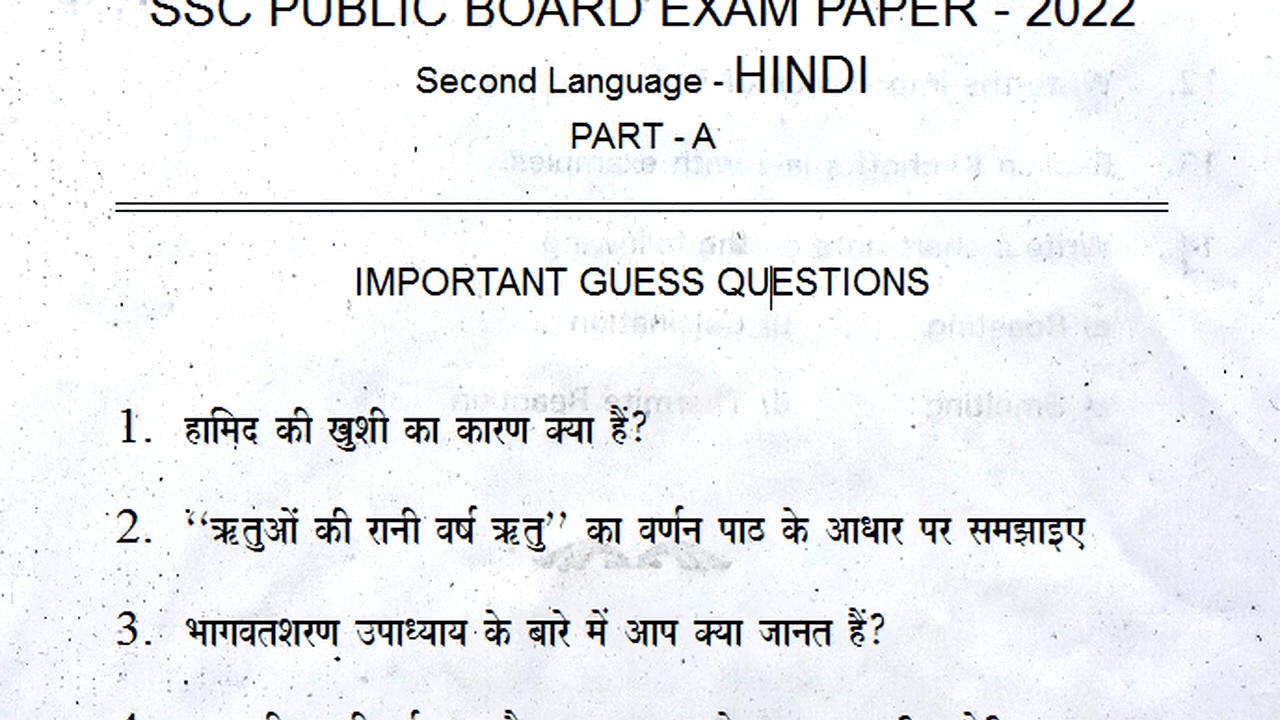 SSC PUBLIC BOARD EXAM PAPER - 2022
Second Language - HINDI
PART - A
IMPORTANT GUESS QUESTIONS
1. हामिद की खुशी का कारण क्या हैं?
2. ‘‘ऋतुओं की रानी वर्ष ऋतु’’ का वर्णन पाठ के आधार पर समझाइए
3. भागवतशरण उपाध्याय के बारे में आप क्या जानत हैं?